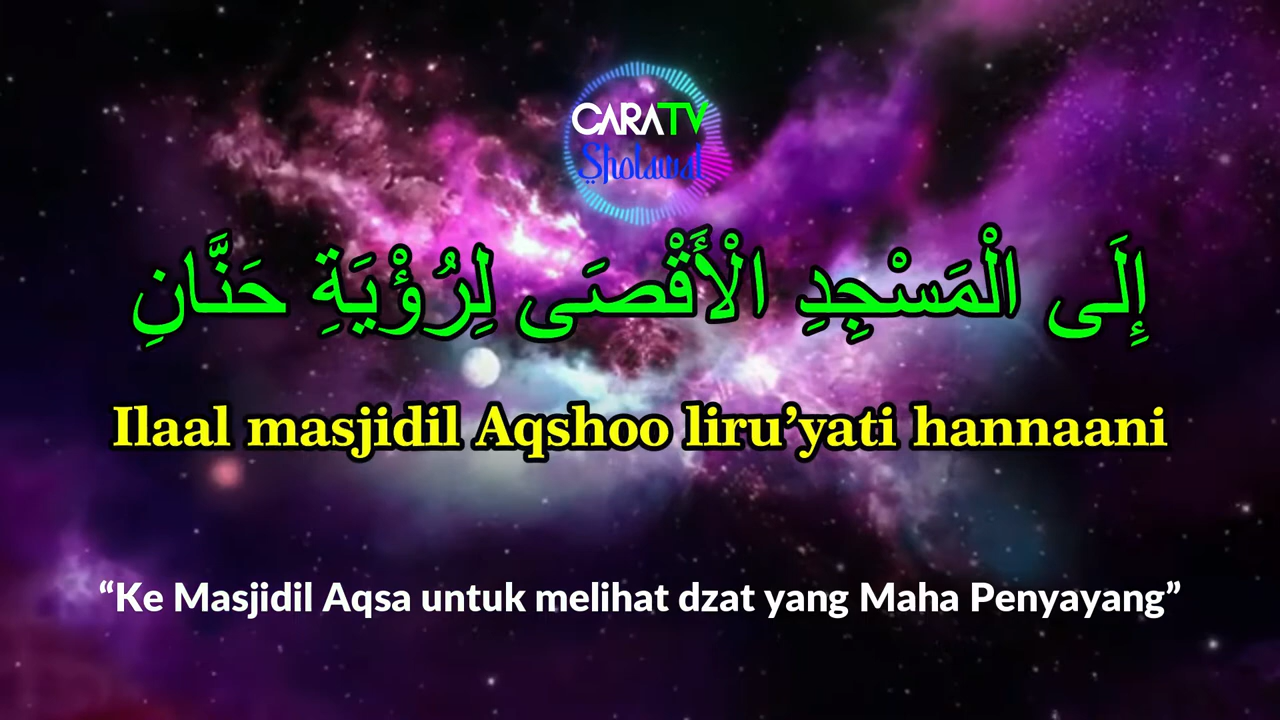 CARATV
Sholawat
إِلَى الْمَسْجِدِ الْأَقْصَى لِرُؤْيَةِ حَنَّانِ
Ilaal masjidil Aqshoo liru’yati hannaani
“Ke Masjidil Aqsa untuk melihat dzat yang Maha Penyayang”